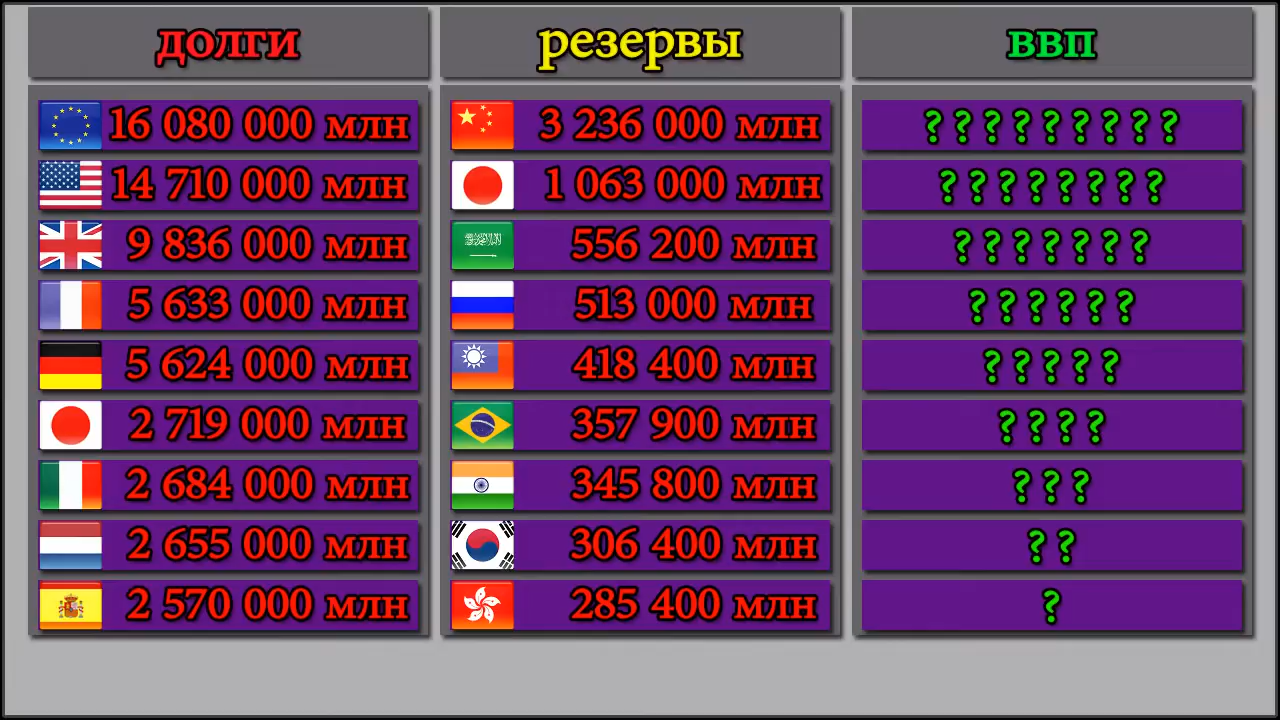 долги
резервы
ввп
16 080 000 млн
3 236 000 млн
? ? ? ? ? ? ? ? ?
14 710 000 млн
1 063 000 млн
? ? ? ? ? ? ? ?
9 836 000 млн
556 200 млн
? ? ? ? ? ? ?
5 633 000 млн
513 000 млн
? ? ? ? ? ?
5 624 000 млн
418 400 млн
? ? ? ? ?
2 719 000 млн
357 900 млн
? ? ? ?
2 684 000 млн
345 800 млн
? ? ?
2 655 000 млн
306 400 млн
? ?
2 570 000 млн
285 400 млн
?